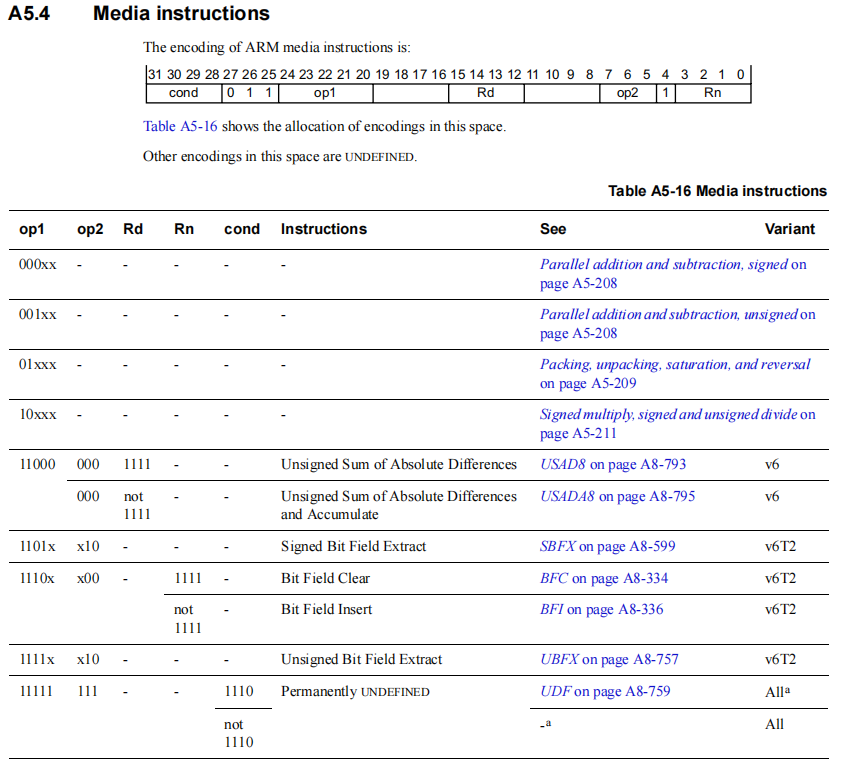 A5.4 Media instructions
The encoding of ARM media instructions is:
31 30 29 28 27 26 25 24 23 22 21 20 19 18 17 16 15 14 13 12 11 10 9 8 7 6 5 4 3 2 1 0
cond 0 1 1 op1 Rd op2 1 Rn
Table A5-16 shows the allocation of encodings in this space.
Other encodings in this space are UNDEFINED.
Table A5-16 Media instructions
op1 op2 Rd Rn cond Instructions See Variant
000xx - - - - - Parallel addition and subtraction, signed on
page A5-208
001xx - - - - - Parallel addition and subtraction, unsigned on
page A5-208
01xxx - - - - - Packing, unpacking, saturation, and reversal
on page A5-209
10xxx - - - - - Signed multiply, signed and unsigned divide on
page A5-211
11000 000 1111 - - Unsigned Sum of Absolute Differences USAD8 on page A8-793 v6
000 not - - Unsigned Sum of Absolute Differences USADA8 on page A8-795 v6
1111 and Accumulate
1101x x10 - - - Signed Bit Field Extract SBFX on page A8-599 v6T2
1110x x00 - 1111 - Bit Field Clear BFC on page A8-334 v6T2
not - Bit Field Insert BFI on page A8-336 v6T2
1111
1111x x10 - - - Unsigned Bit Field Extract UBFX on page A8-757 v6T2
11111 111 - - 1110 Permanently UNDEFINED UDF on page A8-759 All a
not - a All
1110